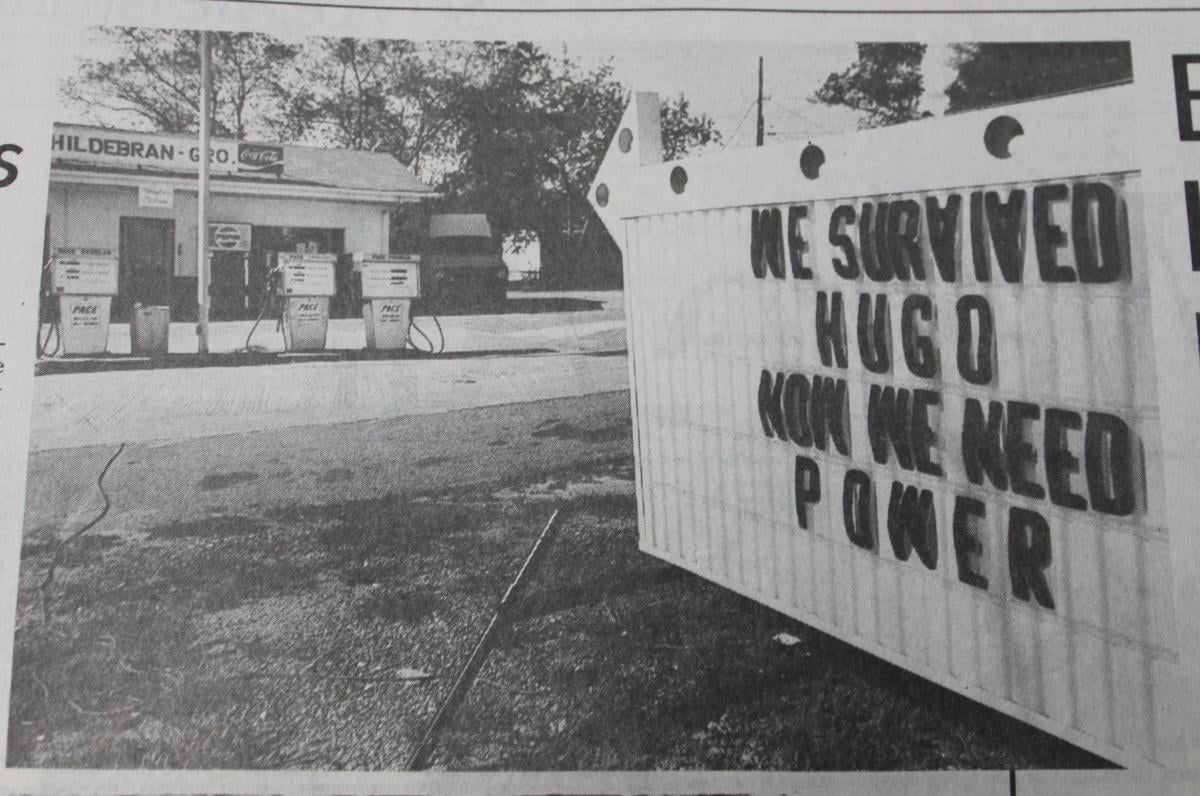 HILDEBRAN-GRO. Coca-Cola
PACE
PACE
PACE
WE SURVIVED
HUGO
NOW WE NEED
POWER